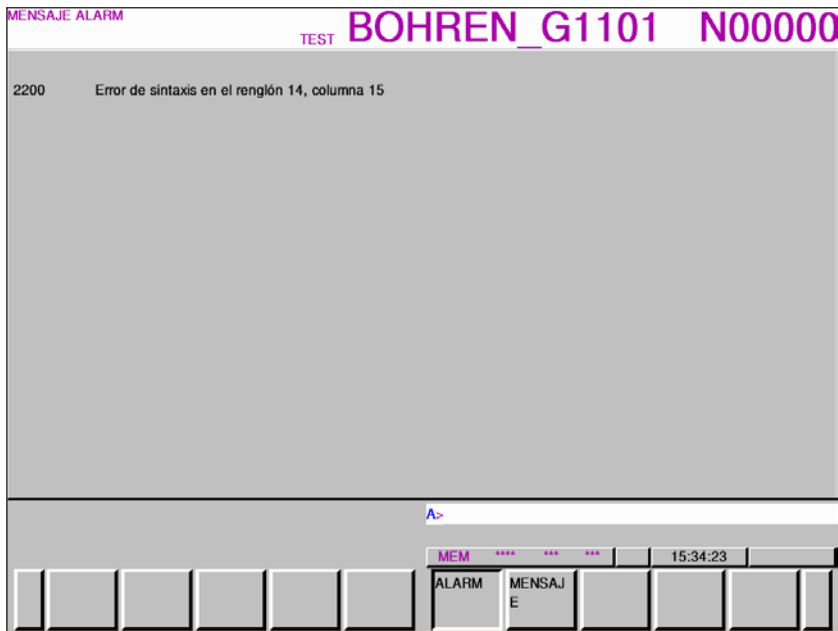 MENSAJE ALARM
TEST BOHREN_G1101 N00000
2200 Error de sintaxis en el renglón 14, columna 15
A>
MEM **** *** *** 15:34:23
ALARM MENSAJ
E